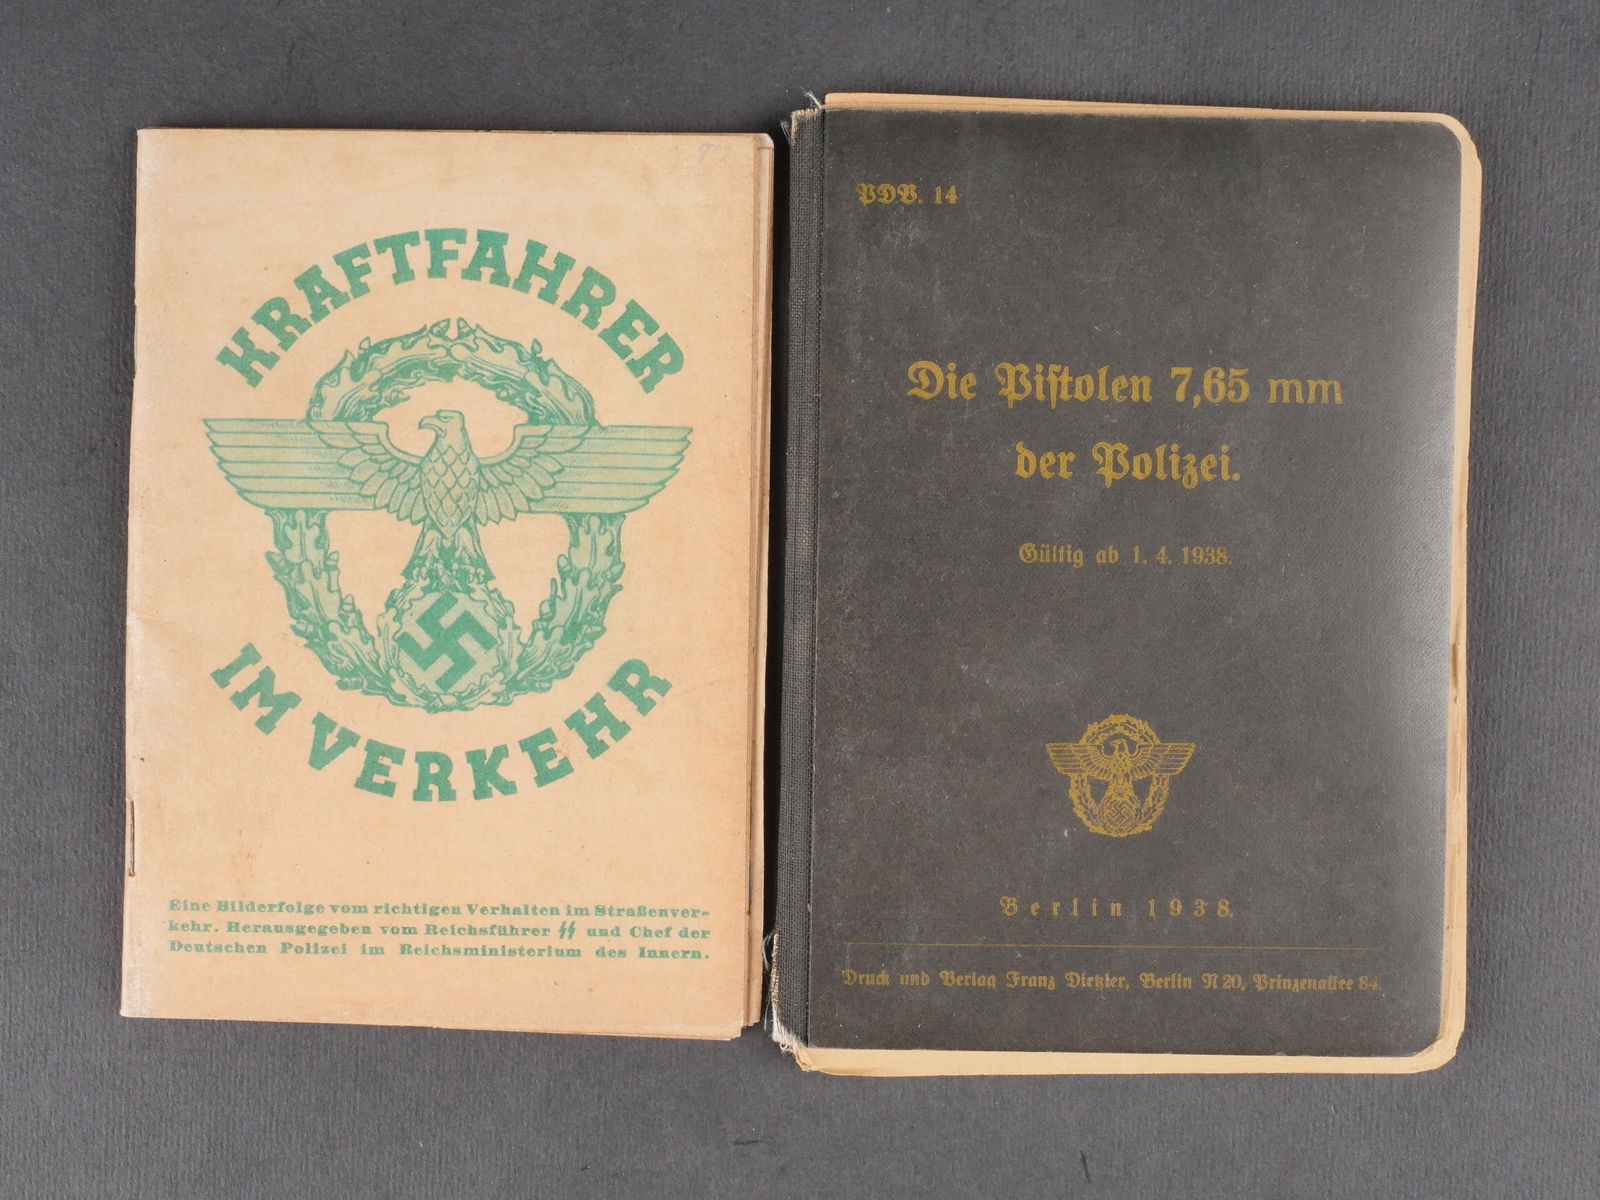 KRAFTFAHRER
IM VERKEHR
Eine Bilderfolge vom richtigen Verhalten im Straßenver-
kehr. Herausgegeben vom Reichsführer ᛋᛋ und Chef der
Deutschen Polizei im Reichsministerium des Innern.
PDV. 14
Die Pistolen 7,65 mm
der Polizei.
Gültig ab 1. 4. 1938.
Berlin 1938.
Druck und Verlag Franz Dietzler, Berlin N 20, Prinzenallee 84.